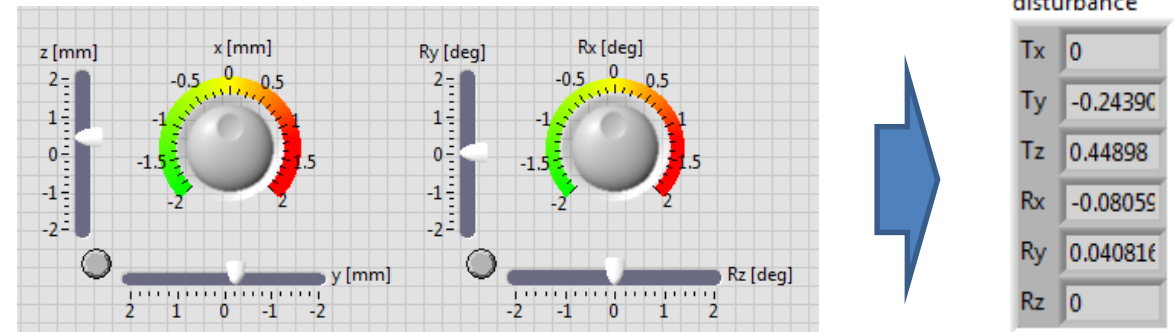 disturbance
z [mm]
x [mm]
Ry [deg]
Rx [deg]
2
1
0
-1
-2
-2
-1.5
-1
-0.5
0
0.5
1
1.5
2
2
1
0
-1
-2
-2
-1.5
-1
-0.5
0
0.5
1
1.5
2
y [mm]
2 1 0 -1 -2
Rz [deg]
-2 -1 0 1 2
Tx 0
Ty -0.24390
Tz 0.44898
Rx -0.08059
Ry 0.040816
Rz 0